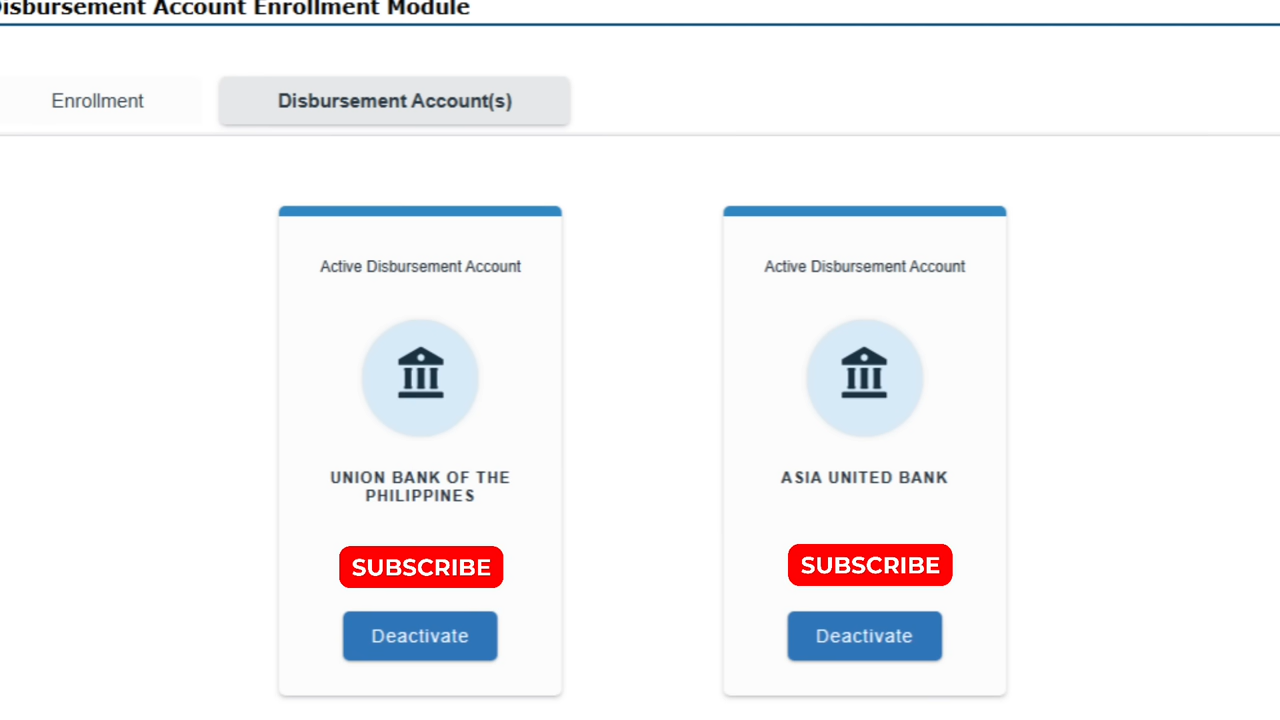 Disbursement Account Enrollment Module
Enrollment
Disbursement Account(s)
Active Disbursement Account
UNION BANK OF THE
PHILIPPINES
SUBSCRIBE
Deactivate
Active Disbursement Account
ASIA UNITED BANK
SUBSCRIBE
Deactivate